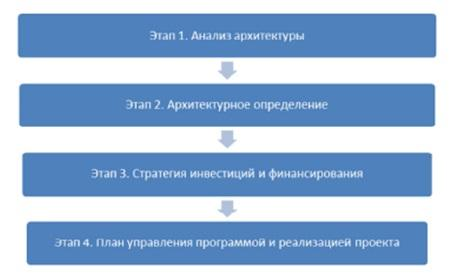 Этап 1. Анализ архитектуры
Этап 2. Архитектурное определение
Этап 3. Стратегия инвестиций и финансирования
Этап 4. План управления программой и реализацией проекта